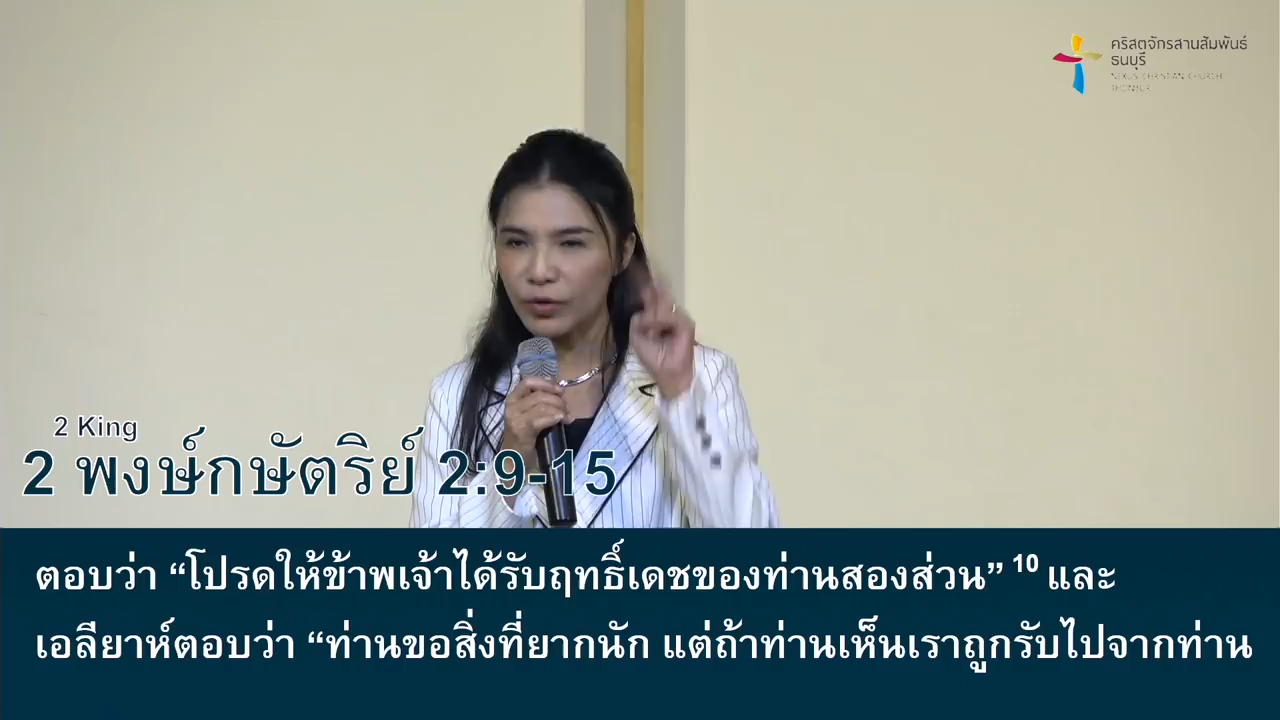 คริสตจักรสานสัมพันธ์
ธนบุรี
NEXUS CHRISTIAN CHURCH
THONBURI
2 King
2 พงษ์กษัตริย์ 2:9-15
ตอบว่า “โปรดให้ข้าพเจ้าได้รับฤทธิ์เดชของท่านสองส่วน” 10 และ
เอลียาห์ตอบว่า “ท่านขอสิ่งที่ยากนัก แต่ถ้าท่านเห็นเราถูกรับไปจากท่าน